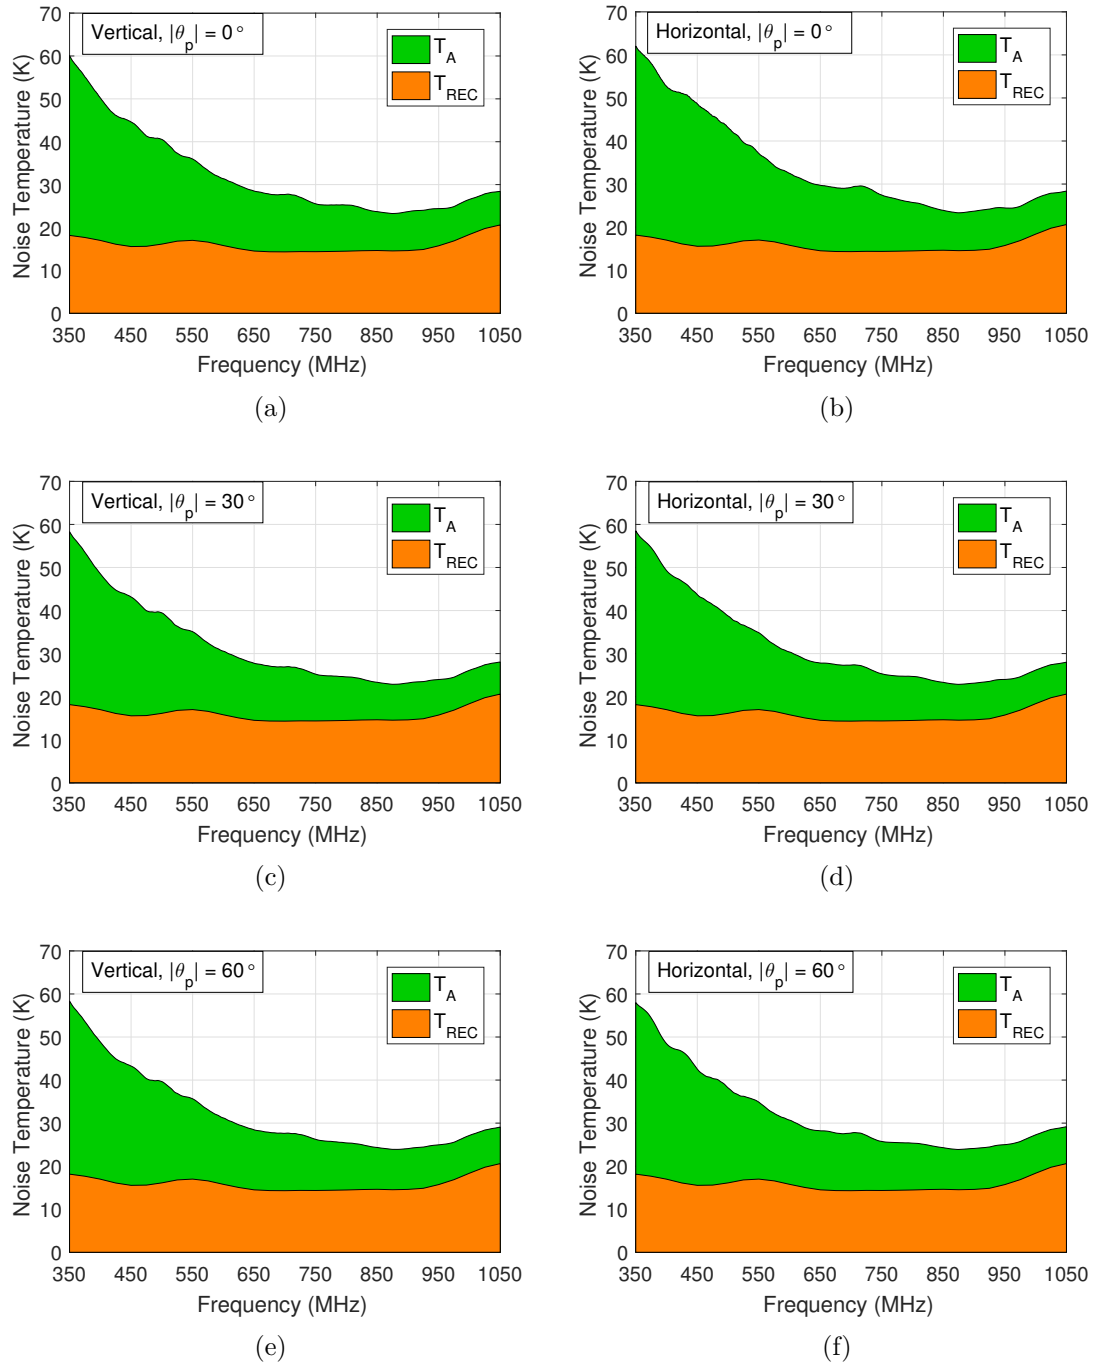 Vertical, |θp| = 0°
TA
TREC
Noise Temperature (K)
70
60
50
40
30
20
10
0
350 450 550 650 750 850 950 1050
Frequency (MHz)
(a)
Horizontal, |θp| = 0°
TA
TREC
Noise Temperature (K)
70
60
50
40
30
20
10
0
350 450 550 650 750 850 950 1050
Frequency (MHz)
(b)
Vertical, |θp| = 30°
TA
TREC
Noise Temperature (K)
70
60
50
40
30
20
10
0
350 450 550 650 750 850 950 1050
Frequency (MHz)
(c)
Horizontal, |θp| = 30°
TA
TREC
Noise Temperature (K)
70
60
50
40
30
20
10
0
350 450 550 650 750 850 950 1050
Frequency (MHz)
(d)
Vertical, |θp| = 60°
TA
TREC
Noise Temperature (K)
70
60
50
40
30
20
10
0
350 450 550 650 750 850 950 1050
Frequency (MHz)
(e)
Horizontal, |θp| = 60°
TA
TREC
Noise Temperature (K)
70
60
50
40
30
20
10
0
350 450 550 650 750 850 950 1050
Frequency (MHz)
(f)